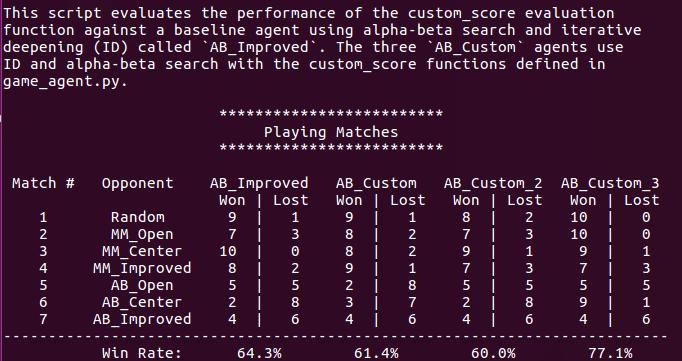 This script evaluates the performance of the custom_score evaluation
function against a baseline agent using alpha-beta search and iterative
deepening (ID) called `AB_Improved`. The three `AB_Custom` agents use
ID and alpha-beta search with the custom_score functions defined in
game_agent.py.
*************************
Playing Matches
*************************
Match # Opponent AB_Improved AB_Custom AB_Custom_2 AB_Custom_3
Won | Lost Won | Lost Won | Lost Won | Lost
1 Random 9 | 1 9 | 1 8 | 2 10 | 0
2 MM_Open 7 | 3 8 | 2 7 | 3 10 | 0
3 MM_Center 10 | 0 8 | 2 9 | 1 9 | 1
4 MM_Improved 8 | 2 9 | 1 7 | 3 7 | 3
5 AB_Open 5 | 5 2 | 8 5 | 5 5 | 5
6 AB_Center 2 | 8 3 | 7 2 | 8 9 | 1
7 AB_Improved 4 | 6 4 | 6 4 | 6 4 | 6
--------------------------------------------------------------------------
Win Rate: 64.3% 61.4% 60.0% 77.1%